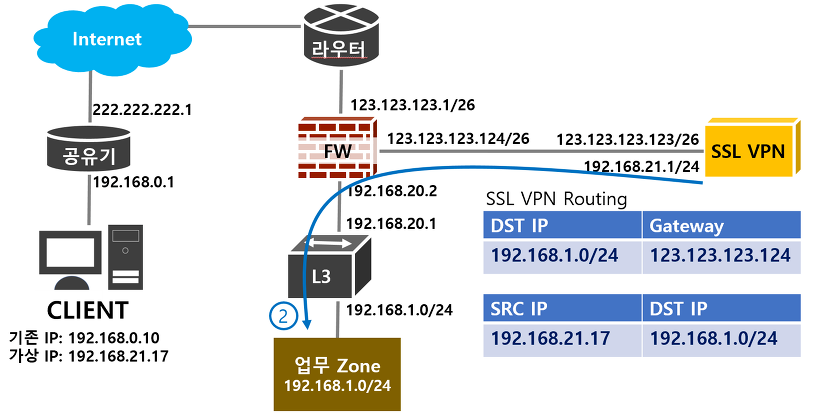 Internet
라우터
123.123.123.1/26
222.222.222.1
공유기
FW
123.123.123.124/26
123.123.123.123/26
SSL VPN
192.168.21.1/24
192.168.0.1
192.168.20.2
SSL VPN Routing
192.168.20.1
DST IP Gateway
192.168.1.0/24 123.123.123.124
L3
CLIENT
192.168.1.0/24
SRC IP DST IP
192.168.21.17 192.168.1.0/24
2
기존 IP: 192.168.0.10
가상 IP: 192.168.21.17
업무 Zone
192.168.1.0/24